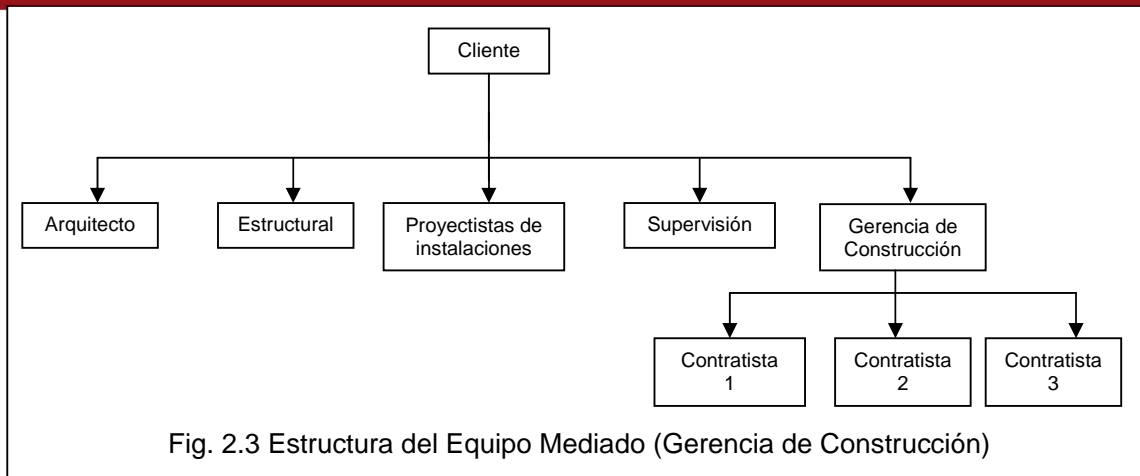 Cliente
Arquitecto
Estructural
Proyectistas de
instalaciones
Supervisión
Gerencia de
Construcción
Contratista
1
Contratista
2
Contratista
3
Fig. 2.3 Estructura del Equipo Mediado (Gerencia de Construcción)